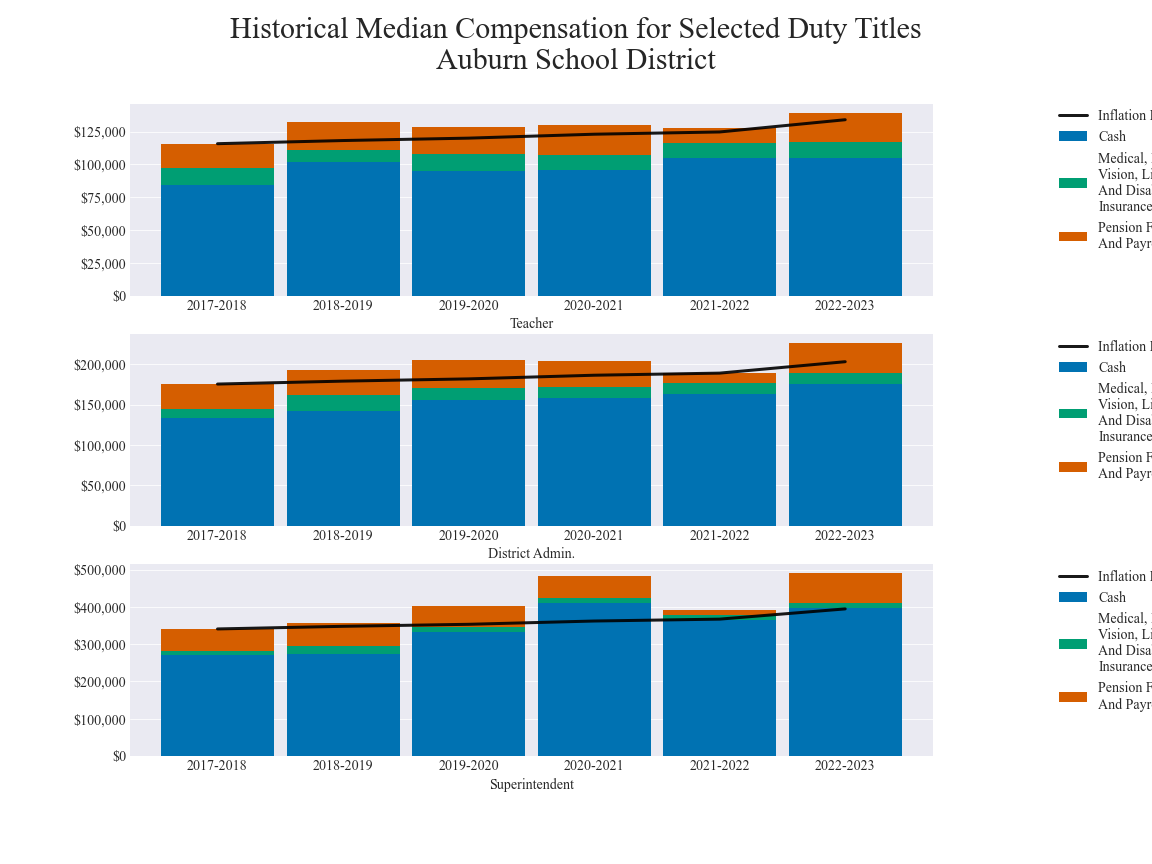 Historical Median Compensation for Selected Duty Titles
Auburn School District
$125,000
$100,000
$75,000
$50,000
$25,000
$0
2017-2018 2018-2019 2019-2020 2020-2021 2021-2022 2022-2023
Teacher
Inflation
Cash
Medical,
Vision,
And
Insurance
Pension
And
$200,000
$150,000
$100,000
$50,000
$0
2017-2018 2018-2019 2019-2020 2020-2021 2021-2022 2022-2023
District Admin.
Inflation
Cash
Medical,
Vision,
And
Insurance
Pension
And
$500,000
$400,000
$300,000
$200,000
$100,000
$0
2017-2018 2018-2019 2019-2020 2020-2021 2021-2022 2022-2023
Superintendent
Inflation
Cash
Medical,
Vision,
And
Insurance
Pension
And